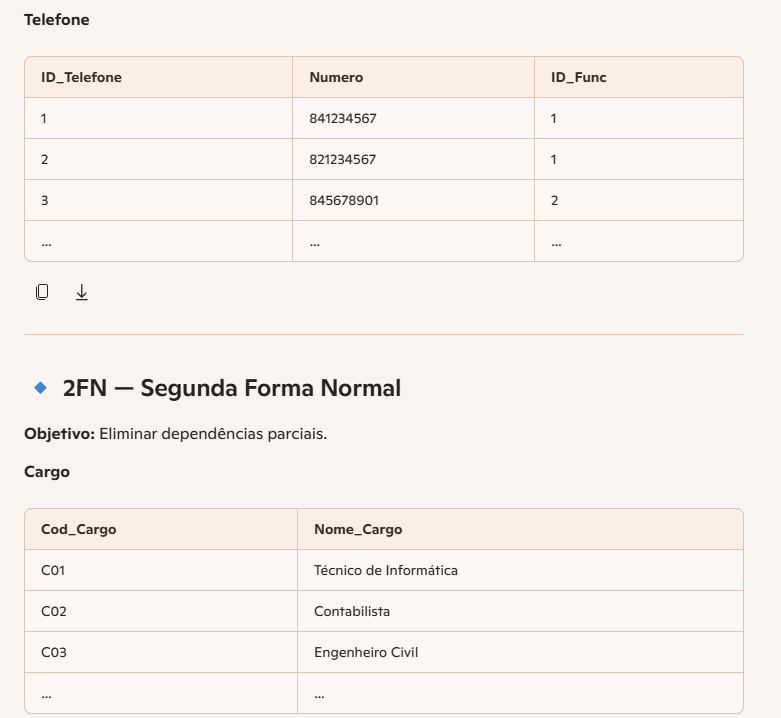 Telefone
ID_Telefone Numero ID_Func
1 841234567 1
2 821234567 1
3 845678901 2
... ... ...
2FN — Segunda Forma Normal
Objetivo: Eliminar dependências parciais.
Cargo
Cod_Cargo Nome_Cargo
C01 Técnico de Informática
C02 Contabilista
C03 Engenheiro Civil
... ...